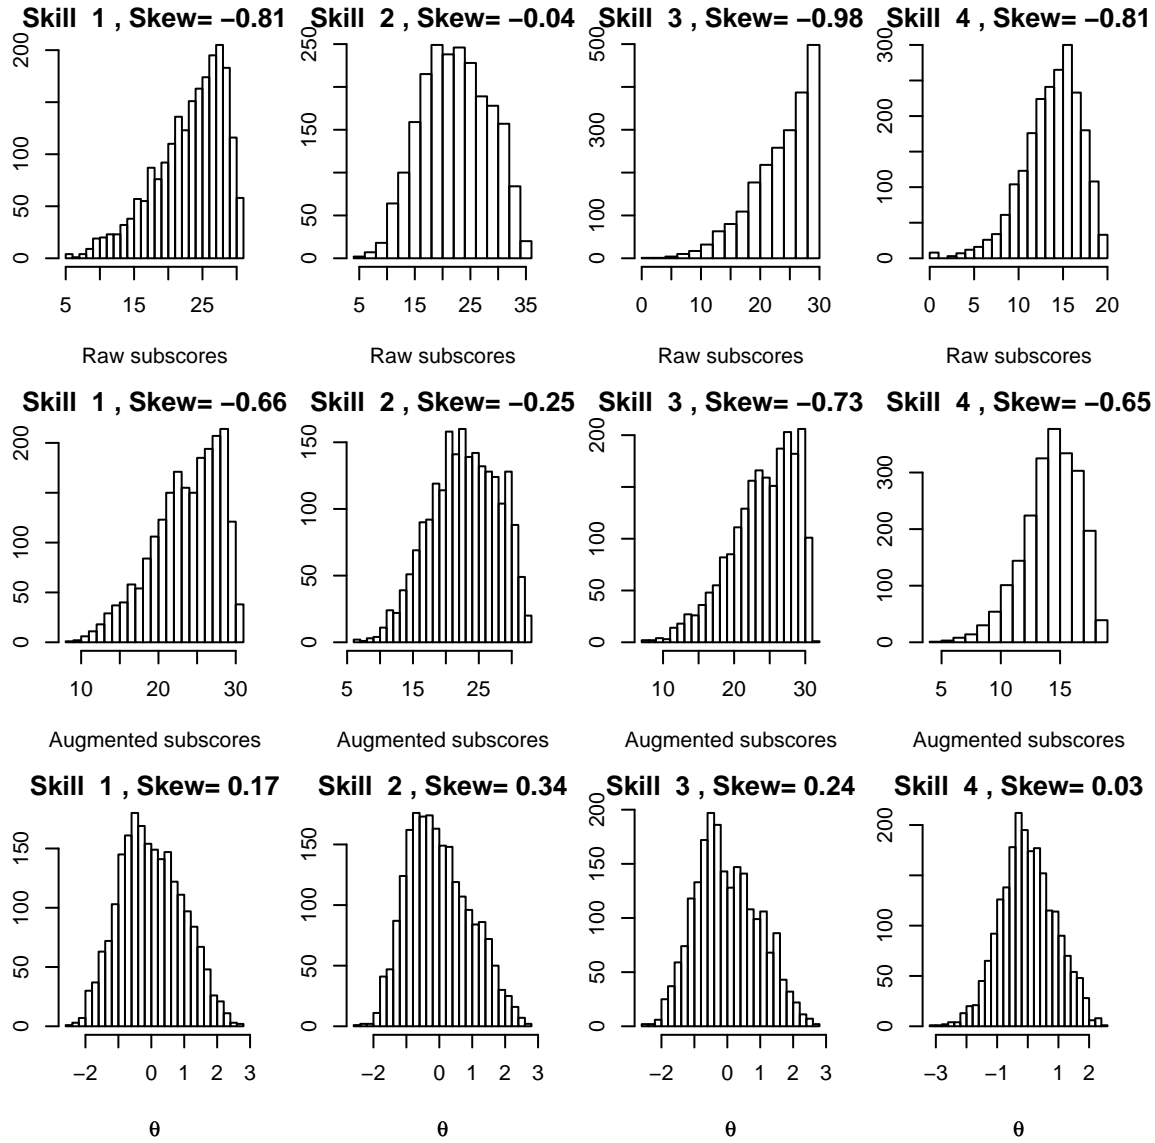 Skill 1 , Skew= −0.81
0 50 100 200
5 15 25
Raw subscores
Skill 2 , Skew= −0.04
0 50 150 250
5 15 25 35
Raw subscores
Skill 3 , Skew= −0.98
0 100 300 500
0 10 20 30
Raw subscores
Skill 4 , Skew= −0.81
0 100 200 300
0 5 10 15 20
Raw subscores
Skill 1 , Skew= −0.66
0 50 100 200
10 20 30
Augmented subscores
Skill 2 , Skew= −0.25
0 50 100 150
5 15 25
Augmented subscores
Skill 3 , Skew= −0.73
0 50 100 200
10 20 30
Augmented subscores
Skill 4 , Skew= −0.65
0 100 200 300
5 10 15
Augmented subscores
Skill 1 , Skew= 0.17
0 50 100 150
−2 0 1 2 3
θ
Skill 2 , Skew= 0.34
0 50 100 150
−2 0 1 2 3
θ
Skill 3 , Skew= 0.24
0 50 100 150 200
−2 0 1 2 3
θ
Skill 4 , Skew= 0.03
0 50 100 200
−3 −1 1 2
θ